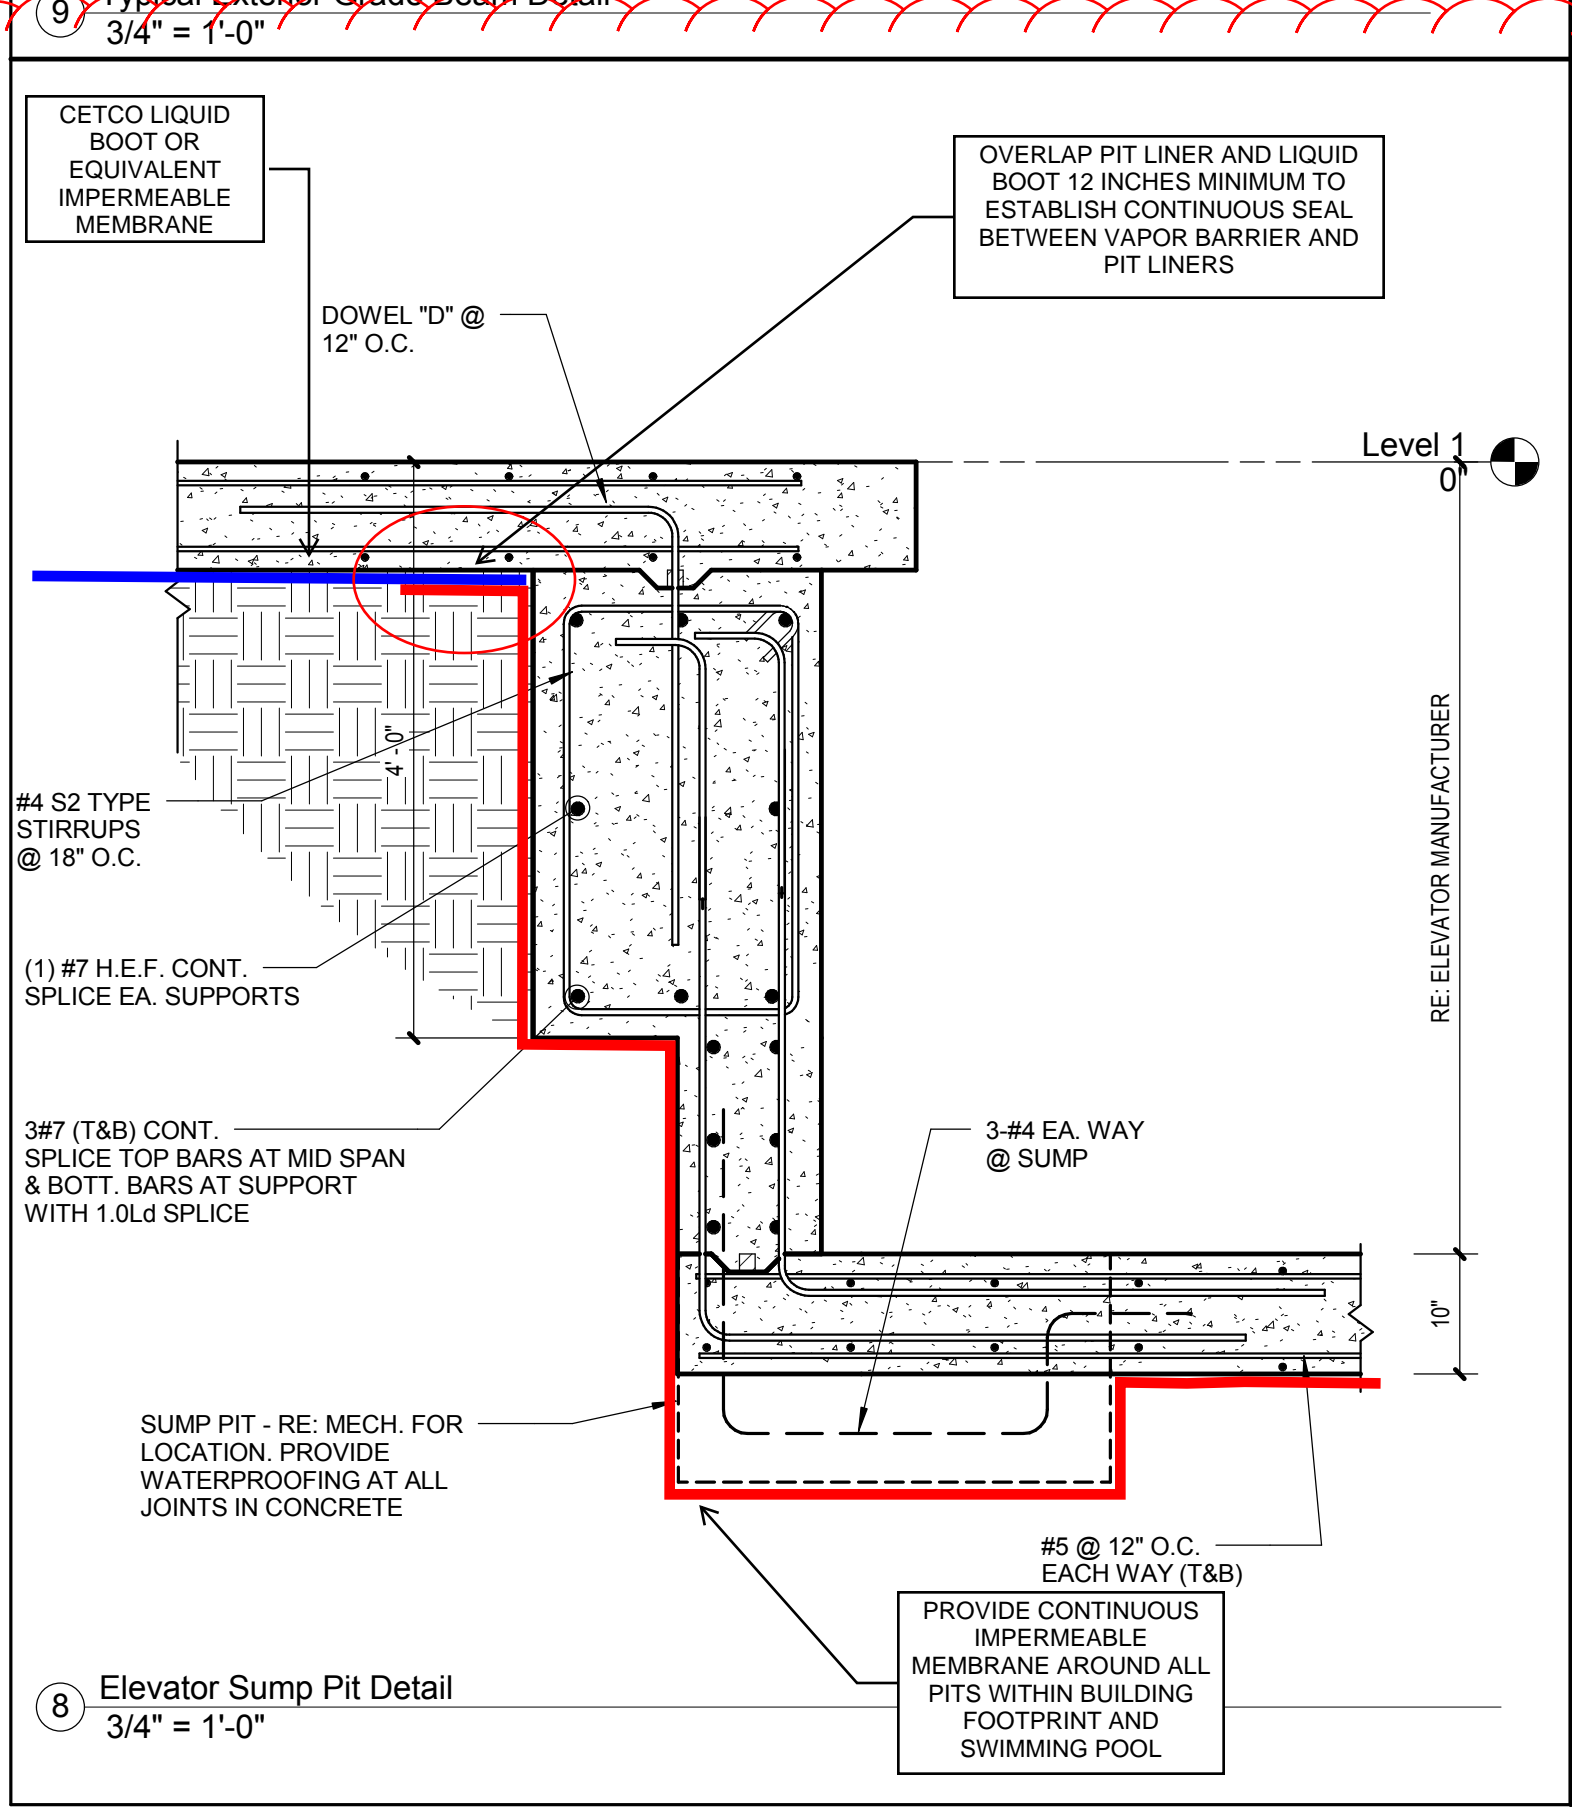 9
Typical Exterior Grade Beam Detail
3/4" = 1'-0"
CETCO LIQUID
BOOT OR
EQUIVALENT
IMPERMEABLE
MEMBRANE
OVERLAP PIT LINER AND LIQUID
BOOT 12 INCHES MINIMUM TO
ESTABLISH CONTINUOUS SEAL
BETWEEN VAPOR BARRIER AND
PIT LINERS
DOWEL "D" @
12" O.C.
Level 1
0"
4' - 0"
RE: ELEVATOR MANUFACTURER
#4 S2 TYPE
STIRRUPS
@ 18" O.C.
(1) #7 H.E.F. CONT.
SPLICE EA. SUPPORTS
3#7 (T&B) CONT.
SPLICE TOP BARS AT MID SPAN
& BOTT. BARS AT SUPPORT
WITH 1.0Ld SPLICE
3-#4 EA. WAY
@ SUMP
10"
SUMP PIT - RE: MECH. FOR
LOCATION. PROVIDE
WATERPROOFING AT ALL
JOINTS IN CONCRETE
#5 @ 12" O.C.
EACH WAY (T&B)
PROVIDE CONTINUOUS
IMPERMEABLE
MEMBRANE AROUND ALL
PITS WITHIN BUILDING
FOOTPRINT AND
SWIMMING POOL
8
Elevator Sump Pit Detail
3/4" = 1'-0"